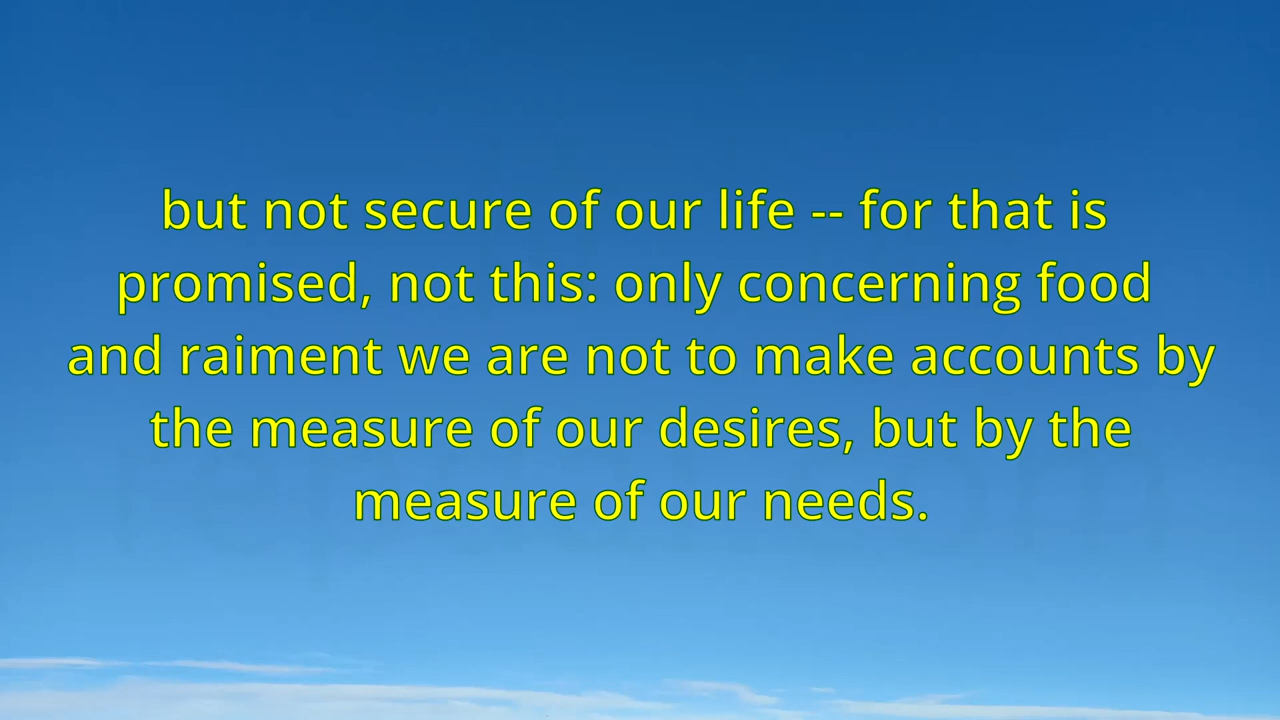 but not secure of our life -- for that is
promised, not this: only concerning food
and raiment we are not to make accounts by
the measure of our desires, but by the
measure of our needs.